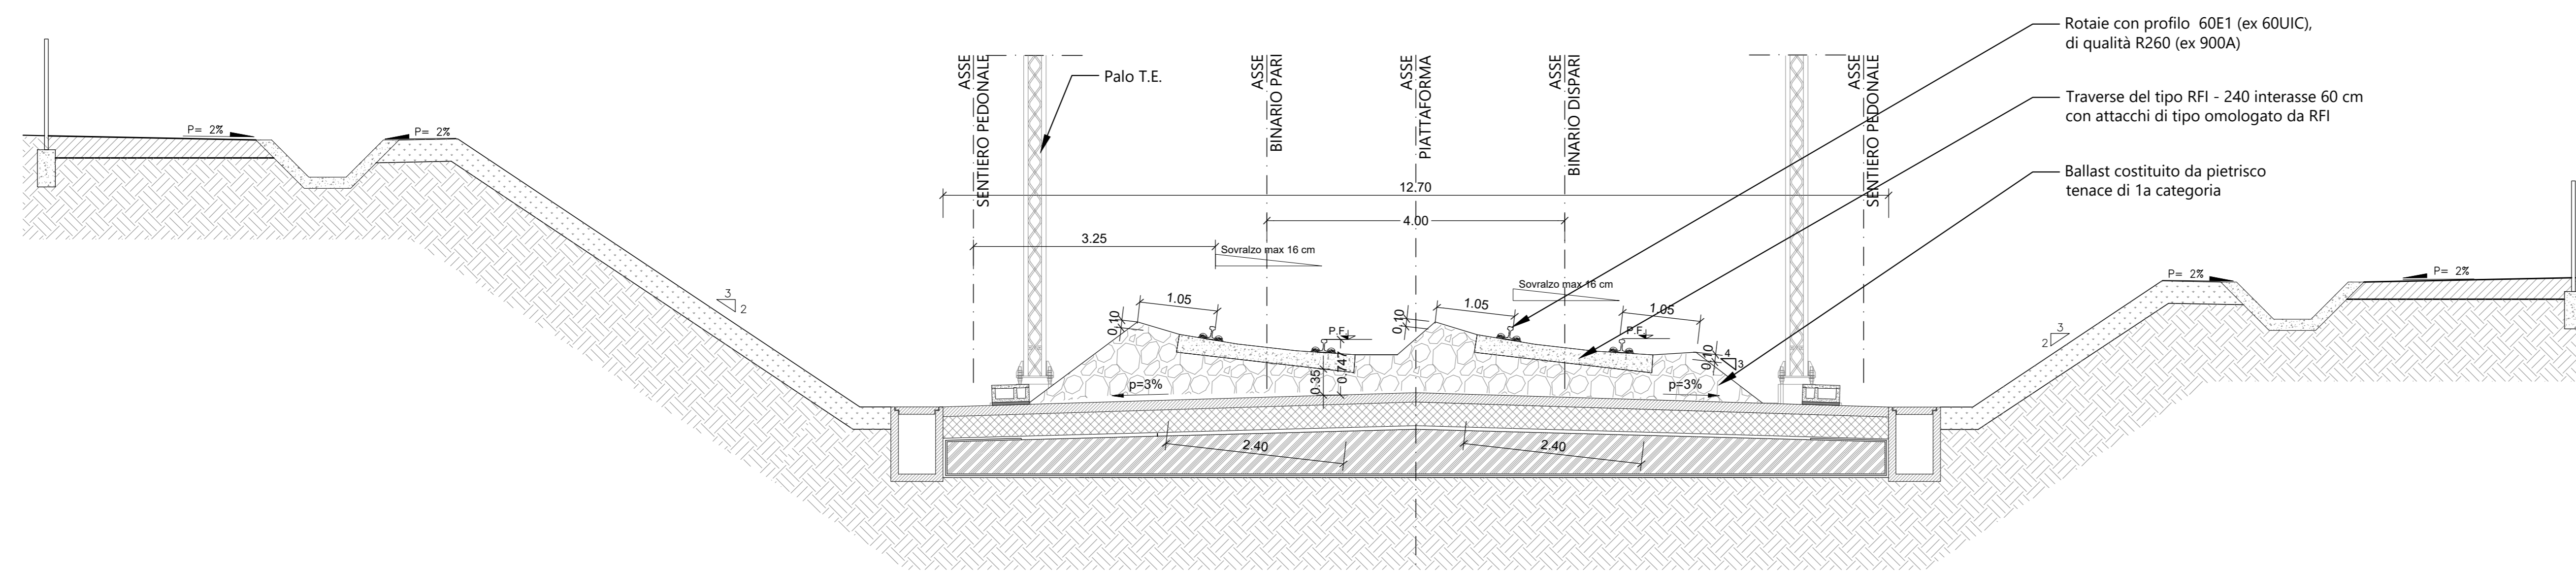 Rotaie con profilo 60E1 (ex 60UIC),
di qualità R260 (ex 900A)
Palo T.E.
Traverse del tipo RFI - 240 interasse 60 cm
con attacchi di tipo omologato da RFI
Ballast costituito da pietrisco
tenace di 1a categoria
ASSE
SENTIERO PEDONALE
ASSE
BINARIO PARI
ASSE
PIATTAFORMA
ASSE
BINARIO DISPARI
ASSE
SENTIERO PEDONALE
P= 2%
P= 2%
12.70
4.00
3.25
Sovralzo max 16 cm
Sovralzo max 16 cm
P= 2%
P= 2%
3
2
1.05
0.10
P.F.
1.05
0.10
1.05
P.F.
0.10
4
3
3
2
0.35
0.747
p=3%
p=3%
2.40
2.40